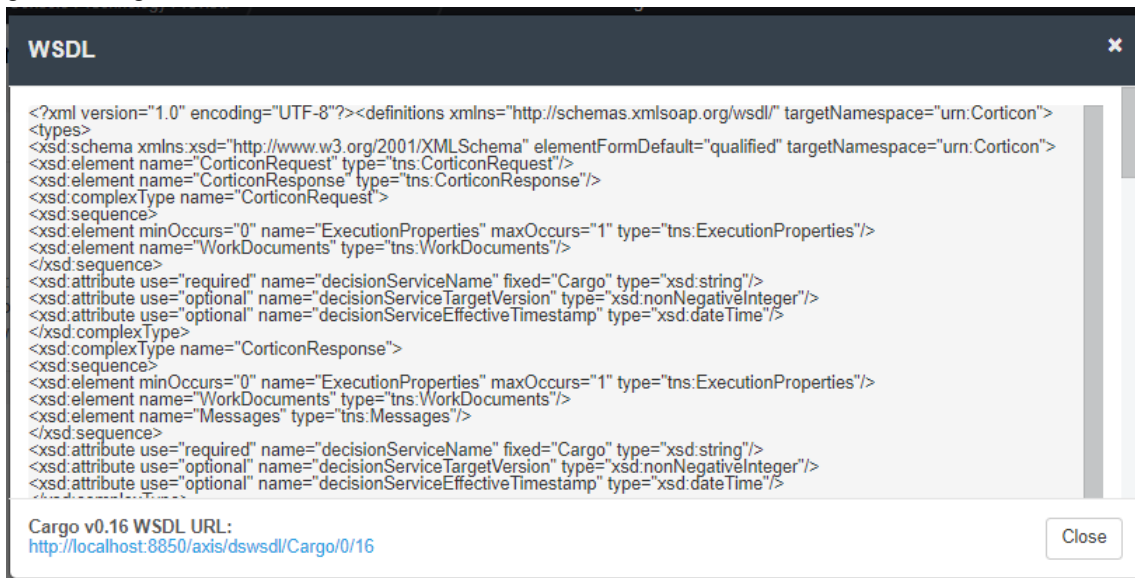 WSDL
<?xml version="1.0" encoding="UTF-8"?><definitions xmlns="http://schemas.xmlsoap.org/wsdl/" targetNamespace="urn:Corticon">
<types>
<xsd:schema xmlns:xsd="http://www.w3.org/2001/XMLSchema" elementFormDefault="qualified" targetNamespace="urn:Corticon">
<xsd:element name="CorticonRequest" type="tns:CorticonRequest"/>
<xsd:element name="CorticonResponse" type="tns:CorticonResponse"/>
<xsd:complexType name="CorticonRequest">
<xsd:sequence>
<xsd:element minOccurs="0" name="ExecutionProperties" maxOccurs="1" type="tns:ExecutionProperties"/>
<xsd:element name="WorkDocuments" type="tns:WorkDocuments"/>
</xsd:sequence>
<xsd:attribute use="required" name="decisionServiceName" fixed="Cargo" type="xsd:string"/>
<xsd:attribute use="optional" name="decisionServiceTargetVersion" type="xsd:nonNegativeInteger"/>
<xsd:attribute use="optional" name="decisionServiceEffectiveTimestamp" type="xsd:dateTime"/>
</xsd:complexType>
<xsd:complexType name="CorticonResponse">
<xsd:sequence>
<xsd:element minOccurs="0" name="ExecutionProperties" maxOccurs="1" type="tns:ExecutionProperties"/>
<xsd:element name="WorkDocuments" type="tns:WorkDocuments"/>
<xsd:element name="Messages" type="tns:Messages"/>
</xsd:sequence>
<xsd:attribute use="required" name="decisionServiceName" fixed="Cargo" type="xsd:string"/>
<xsd:attribute use="optional" name="decisionServiceTargetVersion" type="xsd:nonNegativeInteger"/>
<xsd:attribute use="optional" name="decisionServiceEffectiveTimestamp" type="xsd:dateTime"/>
Cargo v0.16 WSDL URL:
http://localhost:8850/axis/dswsdl/Cargo/0/16
Close